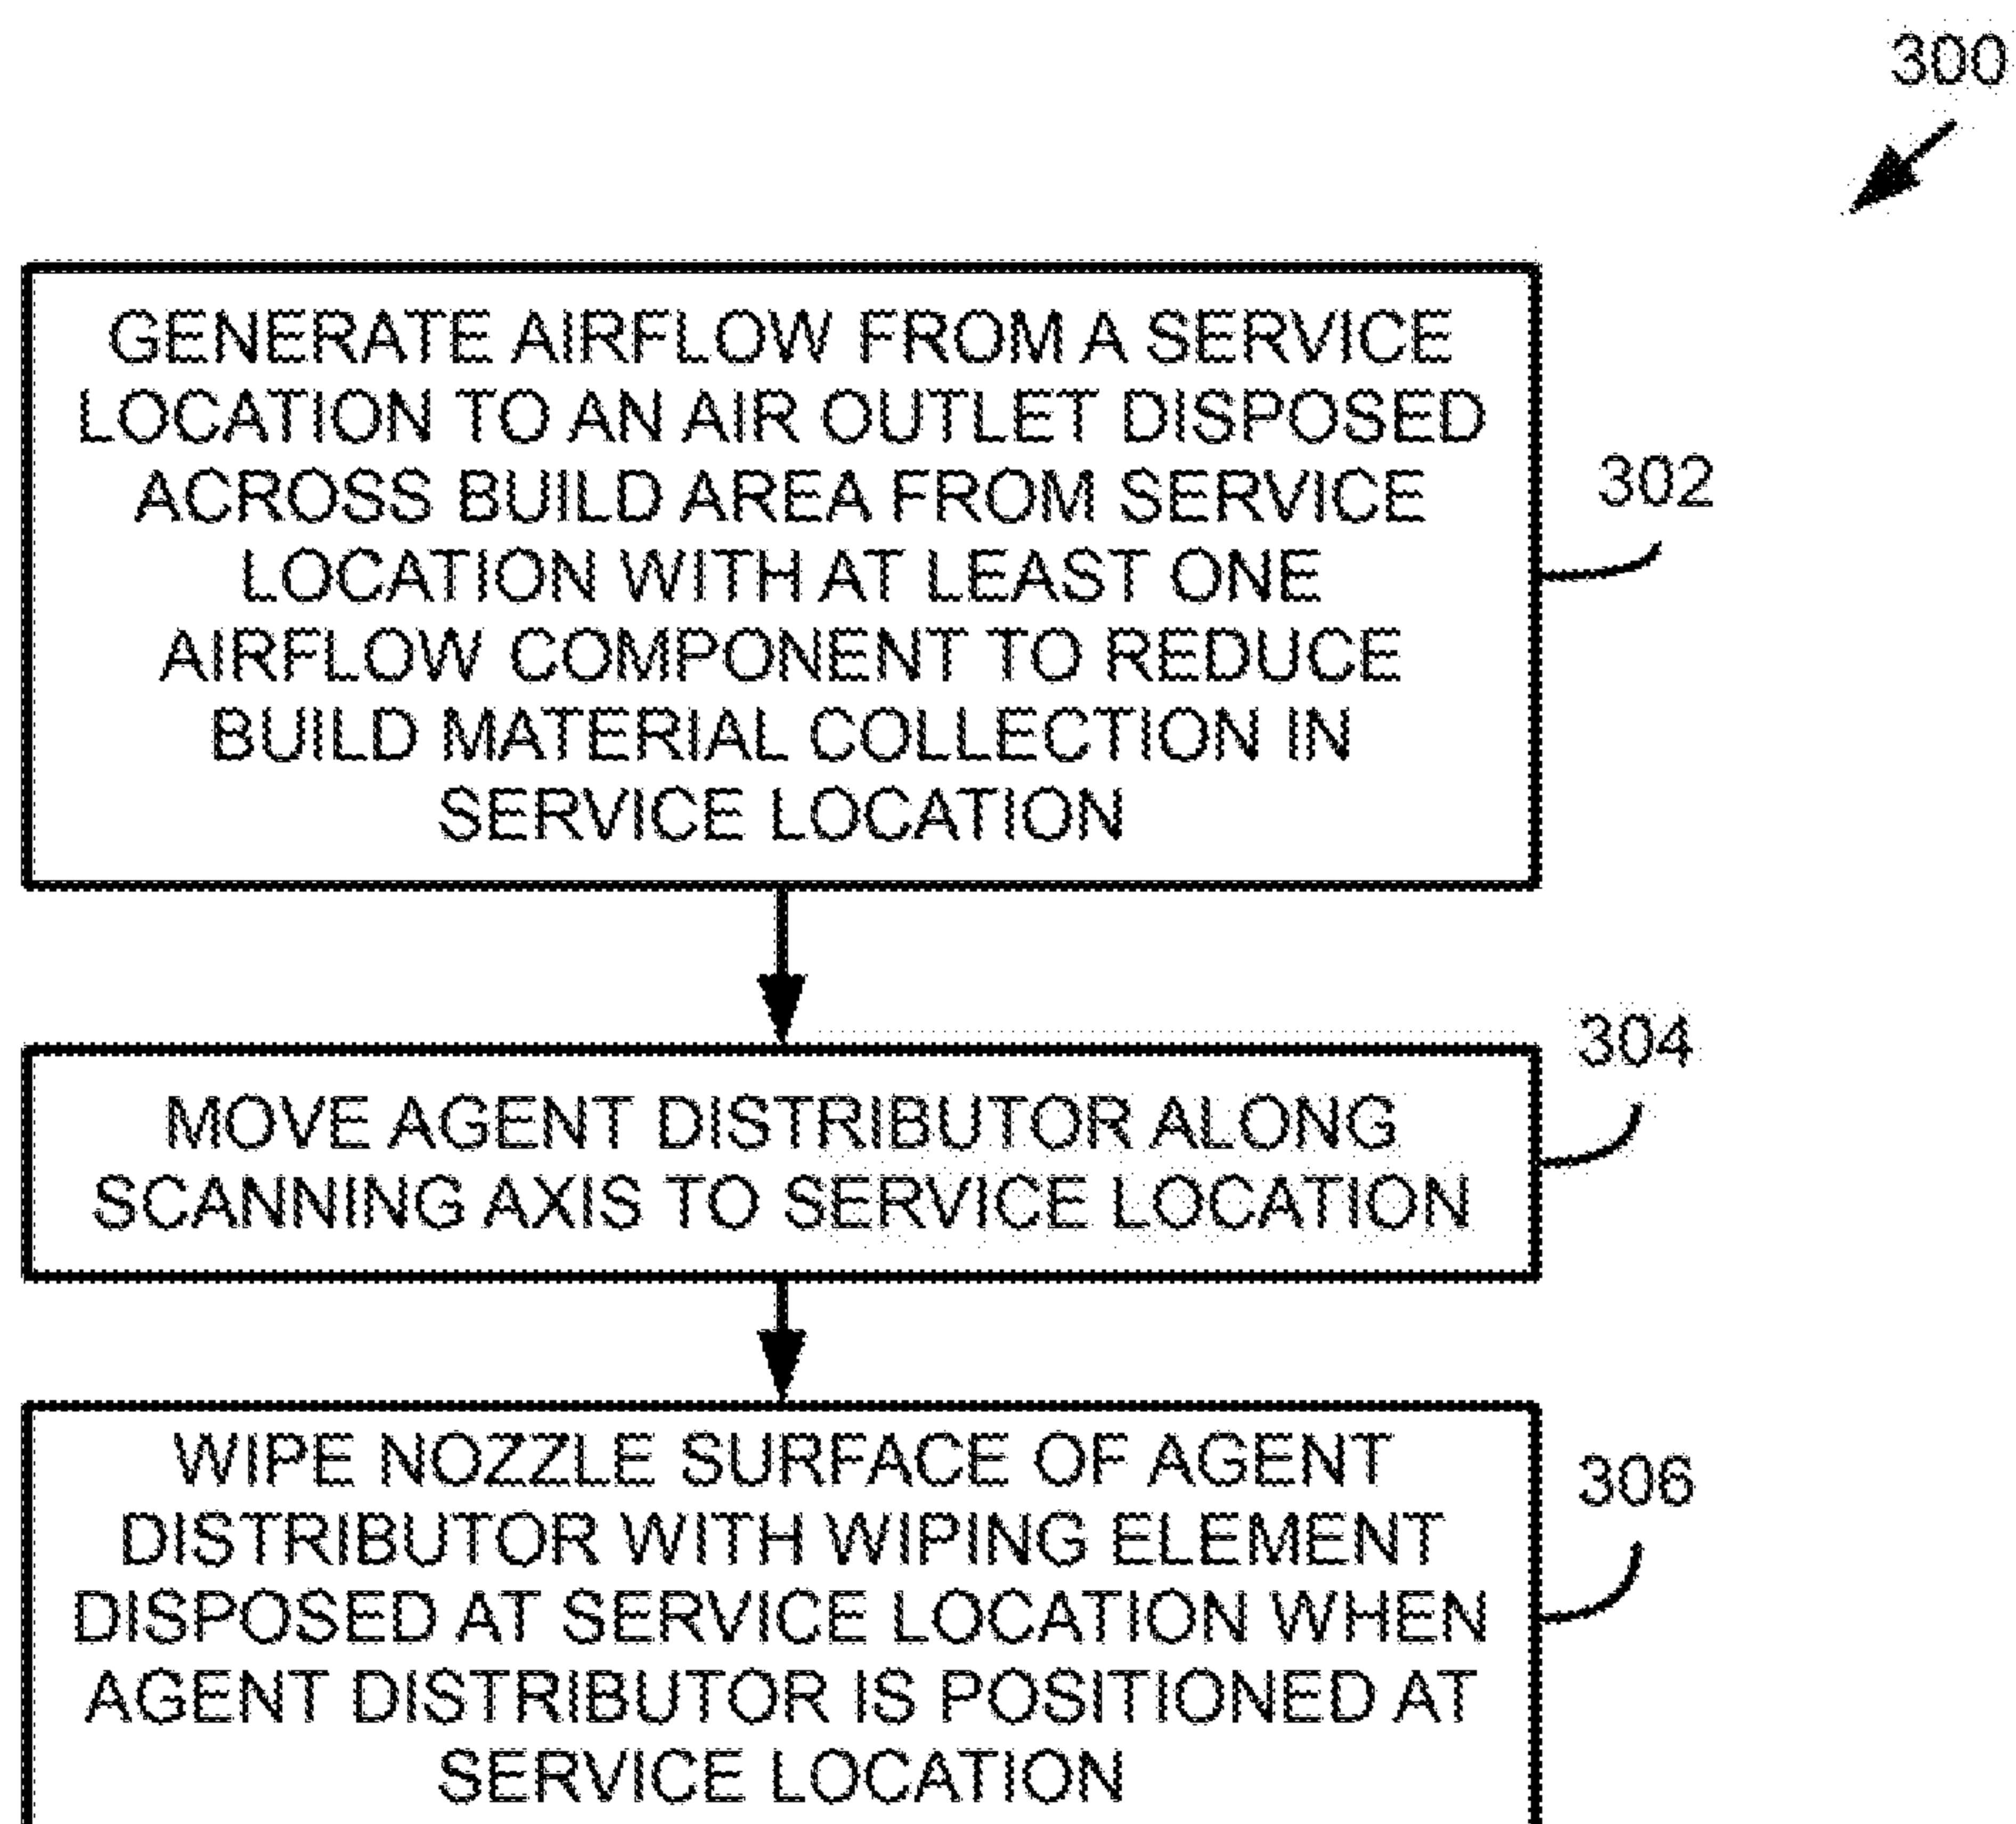 300
GENERATE AIRFLOW FROM A SERVICE
LOCATION TO AN AIR OUTLET DISPOSED
ACROSS BUILD AREA FROM SERVICE
LOCATION WITH AT LEAST ONE
AIRFLOW COMPONENT TO REDUCE
BUILD MATERIAL COLLECTION IN
SERVICE LOCATION
302
MOVE AGENT DISTRIBUTOR ALONG
SCANNING AXIS TO SERVICE LOCATION
304
WIPE NOZZLE SURFACE OF AGENT
DISTRIBUTOR WITH WIPING ELEMENT
DISPOSED AT SERVICE LOCATION WHEN
AGENT DISTRIBUTOR IS POSITIONED AT
SERVICE LOCATION
306